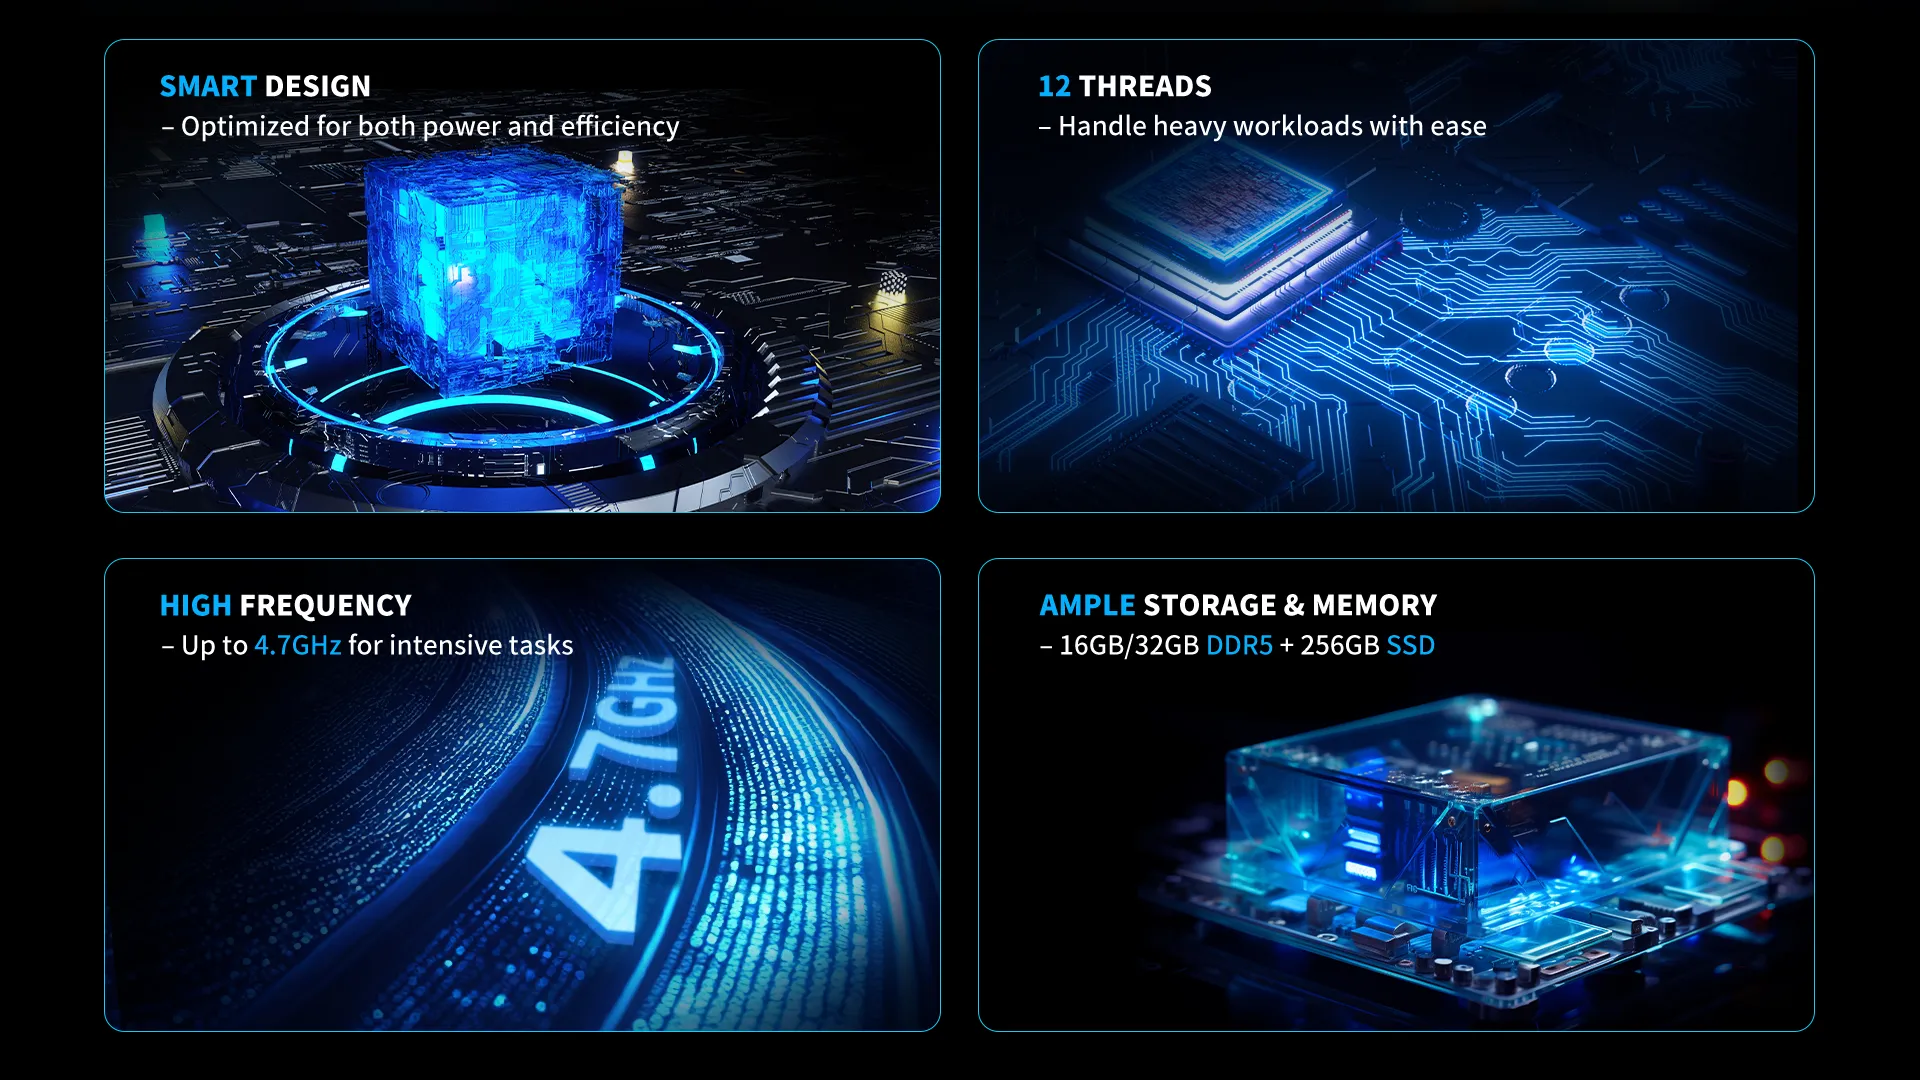 SMART DESIGN
– Optimized for both power and efficiency
12 THREADS
– Handle heavy workloads with ease
HIGH FREQUENCY
– Up to 4.7GHz for intensive tasks
4.7GHz
AMPLE STORAGE & MEMORY
– 16GB/32GB DDR5 + 256GB SSD